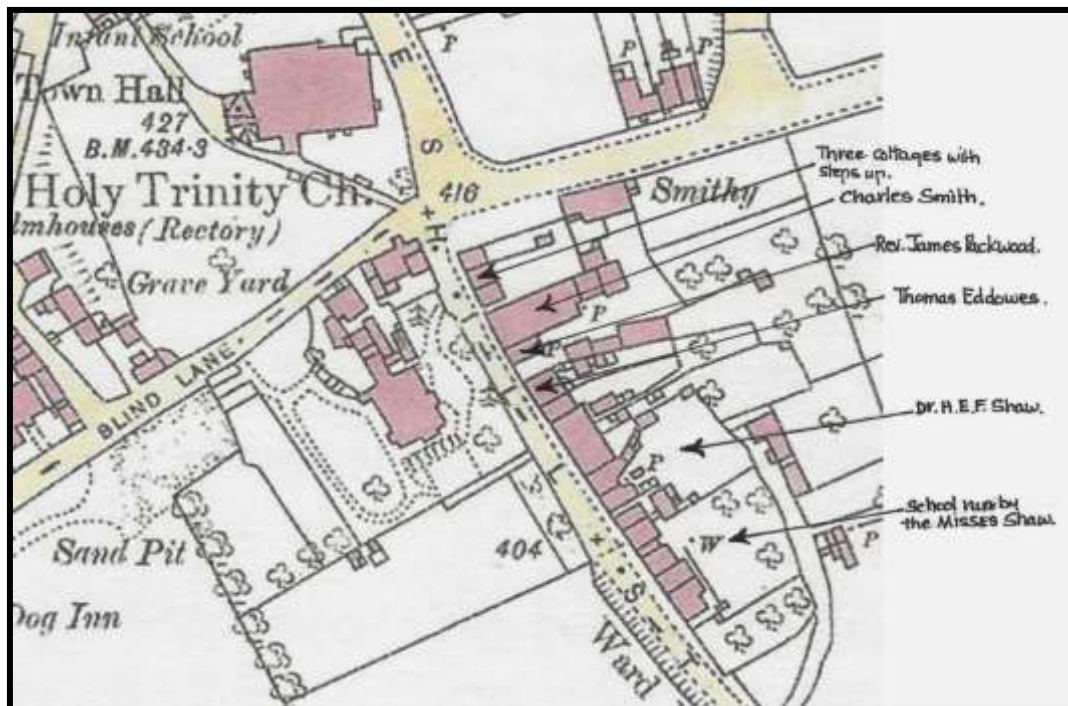 Infant School
P
P
P
E
Town Hall
427
B.M. 434·3
S
Three Cottages with
steps up.
Holy Trinity Ch.
416
Smithy
Charles Smith.
lmhouses (Rectory)
H.
Rev. James Packwood.
Grave Yard
Thomas Eddowes.
P
P
I
BLIND LANE
L
Dr. H.E.F. Shaw.
P
L
School run by
the Misses Shaw.
404
W
P
Sand Pit
S
Dog Inn
T
Ward